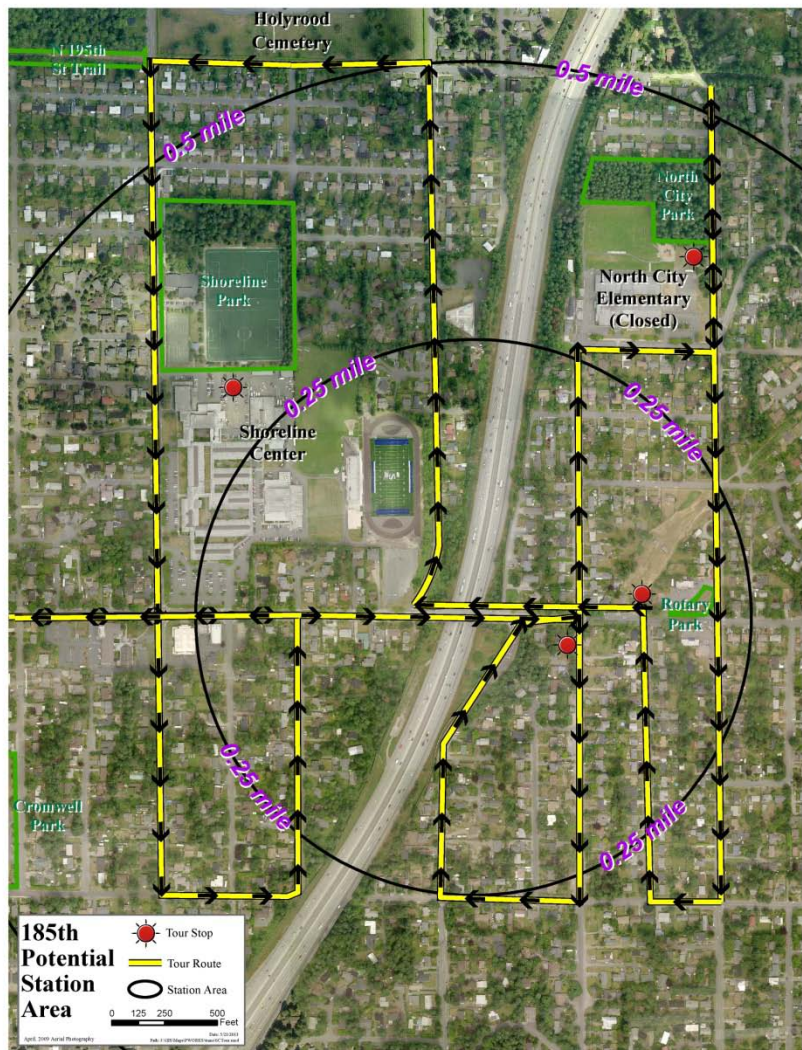 Holyrood
Cemetery
N 195th
St Trail
0.5 mile
0.5 mile
North
City
Park
Shoreline
Park
North City
Elementary
(Closed)
0.25 mile
0.25 mile
Shoreline
Center
Rotary
Park
0.25 mile
0.25 mile
Cromwell
Park
185th
Potential
Station
Area
Tour Stop
Tour Route
Station Area
0 125 250 500
Feet
April, 2009 Aerial Photography